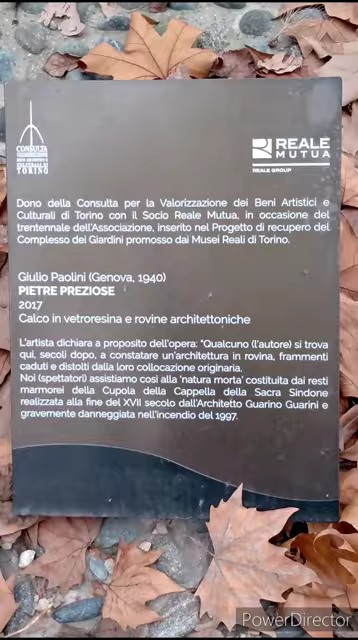 CONSULTA
BENI ARTISTICI E
CULTURALI DI
TORINO
REALE
MUTUA
REALE GROUP
Dono della Consulta per la Valorizzazione dei Beni Artistici e
Culturali di Torino con il Socio Reale Mutua, in occasione del
trentennale dell'Associazione, inserito nel Progetto di recupero del
Complesso dei Giardini promosso dai Musei Reali di Torino.
Giulio Paolini (Genova, 1940)
PIETRE PREZIOSE
2017
Calco in vetroresina e rovine architettoniche
L'artista dichiara a proposito dell'opera: "Qualcuno (l'autore) si trova
qui, secoli dopo, a constatare un'architettura in rovina, frammenti
caduti e distolti dalla loro collocazione originaria.
Noi (spettatori) assistiamo così alla 'natura morta' costituita dai resti
marmorei della Cupola della Cappella della Sacra Sindone
realizzata alla fine del XVII secolo dall'Architetto Guarino Guarini e
gravemente danneggiata nell'incendio del 1997.
PowerDirector